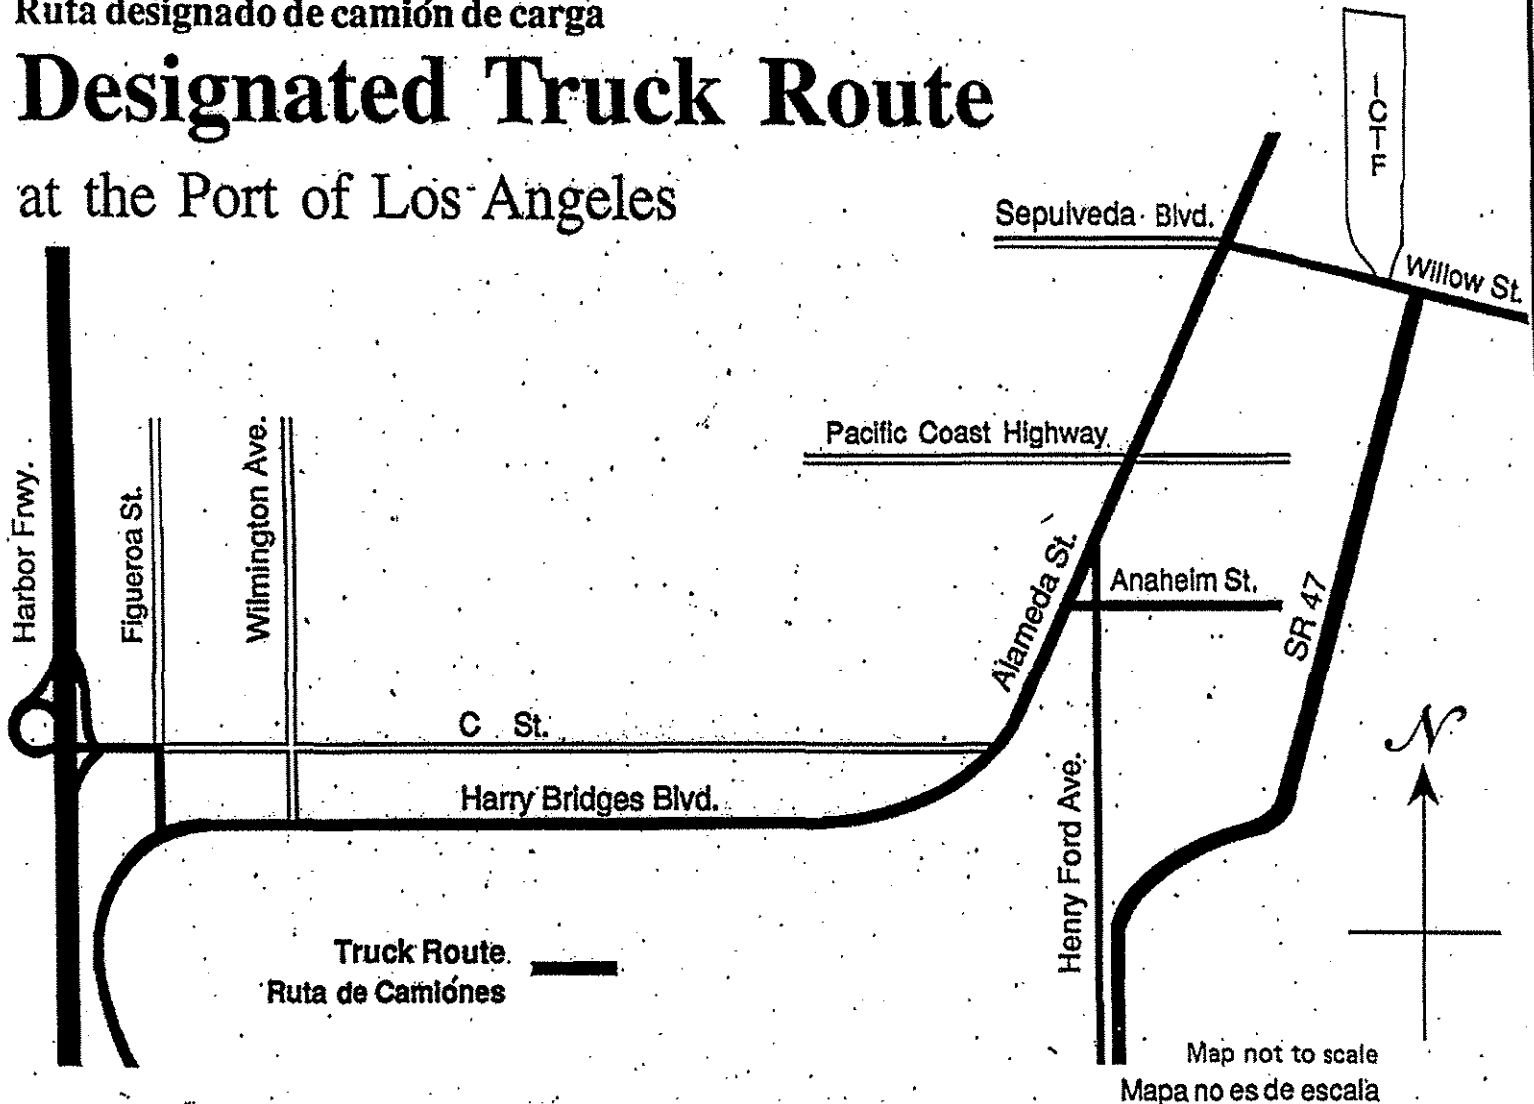 Ruta designado de camión de carga
Designated Truck Route
at the Port of Los Angeles
ICTF
Sepulveda Blvd.
Willow St.
Pacific Coast Highway
Harbor Frwy.
Figueroa St.
Wilmington Ave.
Alameda St.
Anaheim St.
SR 47
C St.
Harry Bridges Blvd.
Henry Ford Ave.
N
Truck Route
Ruta de Camiónes
Map not to scale
Mapa no es de escala